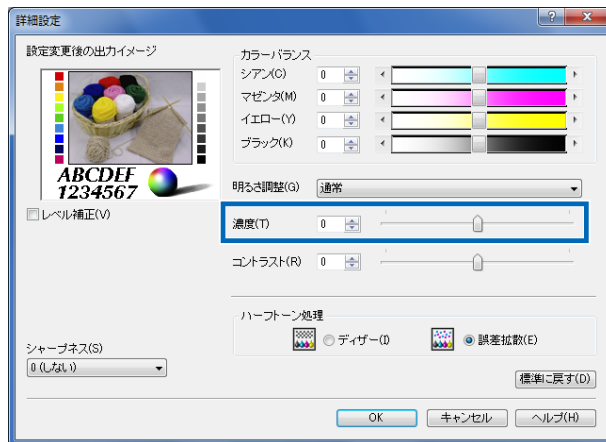 詳細設定
設定変更後の出力イメージ
ABCDEF
1234567
レベル補正(V)
シャープネス(S)
0 (しない)
カラーバランス
シアン(C) 0
マゼンタ(M) 0
イエロー(Y) 0
ブラック(K) 0
明るさ調整(G) 通常
濃度(T) 0
コントラスト(R) 0
ハーフトーン処理
ディザー(I) 誤差拡散(E)
標準に戻す(D)
OK キャンセル ヘルプ(H)